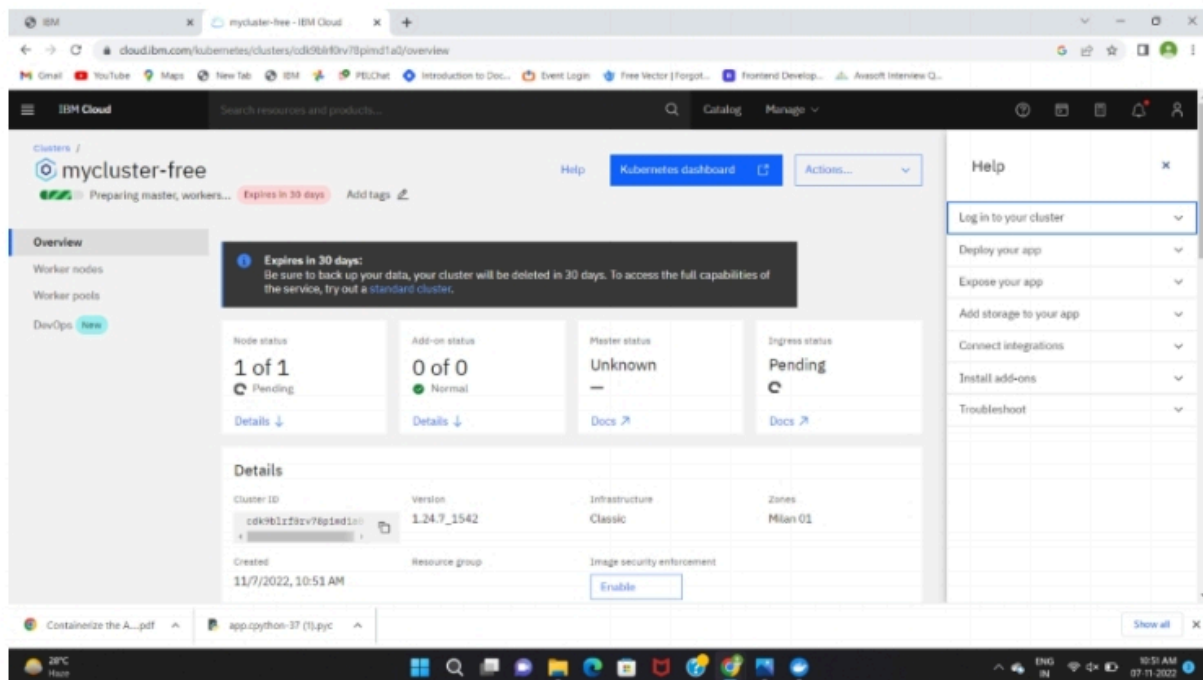 IBM
mycluster-free - IBM Cloud
cloud.ibm.com/kubernetes/clusters/cdk9blrf0rv78pimd1a0/overview
Gmail YouTube Maps New Tab IBM PBLChat Introduction to Doc... Event Login Free Vector | Forgot... Frontend Develop... Avasoft Interview Q...
IBM Cloud Search resources and products... Catalog Manage
Clusters /
mycluster-free
Help Kubernetes dashboard Actions...
Preparing master, workers... Expires in 30 days Add tags
Overview
Worker nodes
Worker pools
DevOps New
Expires in 30 days:
Be sure to back up your data, your cluster will be deleted in 30 days. To access the full capabilities of
the service, try out a standard cluster.
Node status
1 of 1
Pending
Details
Add-on status
0 of 0
Normal
Details
Master status
Unknown
—
Docs
Ingress status
Pending
Docs
Details
Cluster ID
cdk9blrf0rv78pimd1a0
Version
1.24.7_1542
Infrastructure
Classic
Zones
Milan 01
Created
11/7/2022, 10:51 AM
Resource group
Image security enforcement
Enable
Help
Log in to your cluster
Deploy your app
Expose your app
Add storage to your app
Connect integrations
Install add-ons
Troubleshoot
Containerize the A....pdf
app.cpython-37 (1).pyc
Show all
28°C
Haze
ENG
IN
10:51 AM
07-11-2022